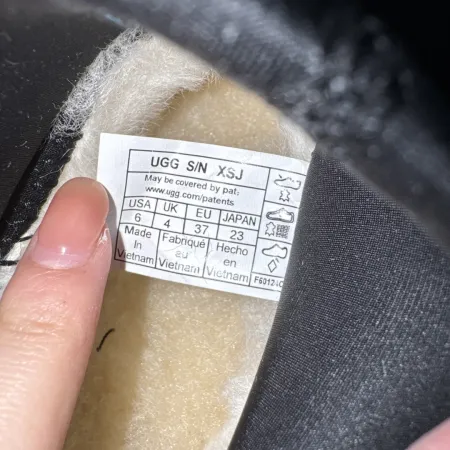 UGG S/N XSJ
May be covered by pat:
www.ugg.com/patents
USA UK EU JAPAN
6 4 37 23
Made in Vietnam
Fabriqué au Vietnam
Hecho en Vietnam